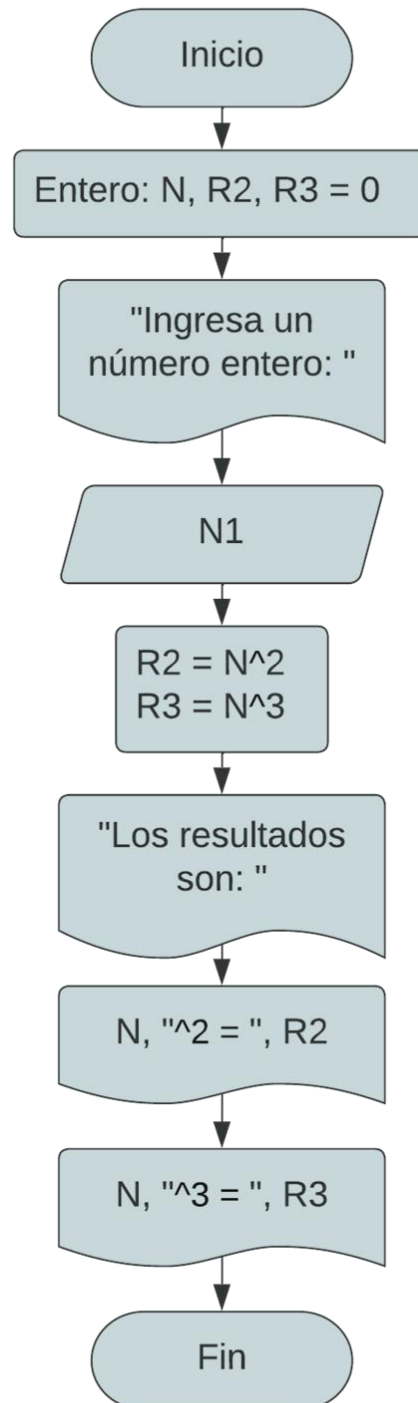 Inicio
Entero: N, R2, R3 = 0
"Ingresa un
número entero: "
N1
R2 = N^2
R3 = N^3
"Los resultados
son: "
N, "^2 = ", R2
N, "^3 = ", R3
Fin